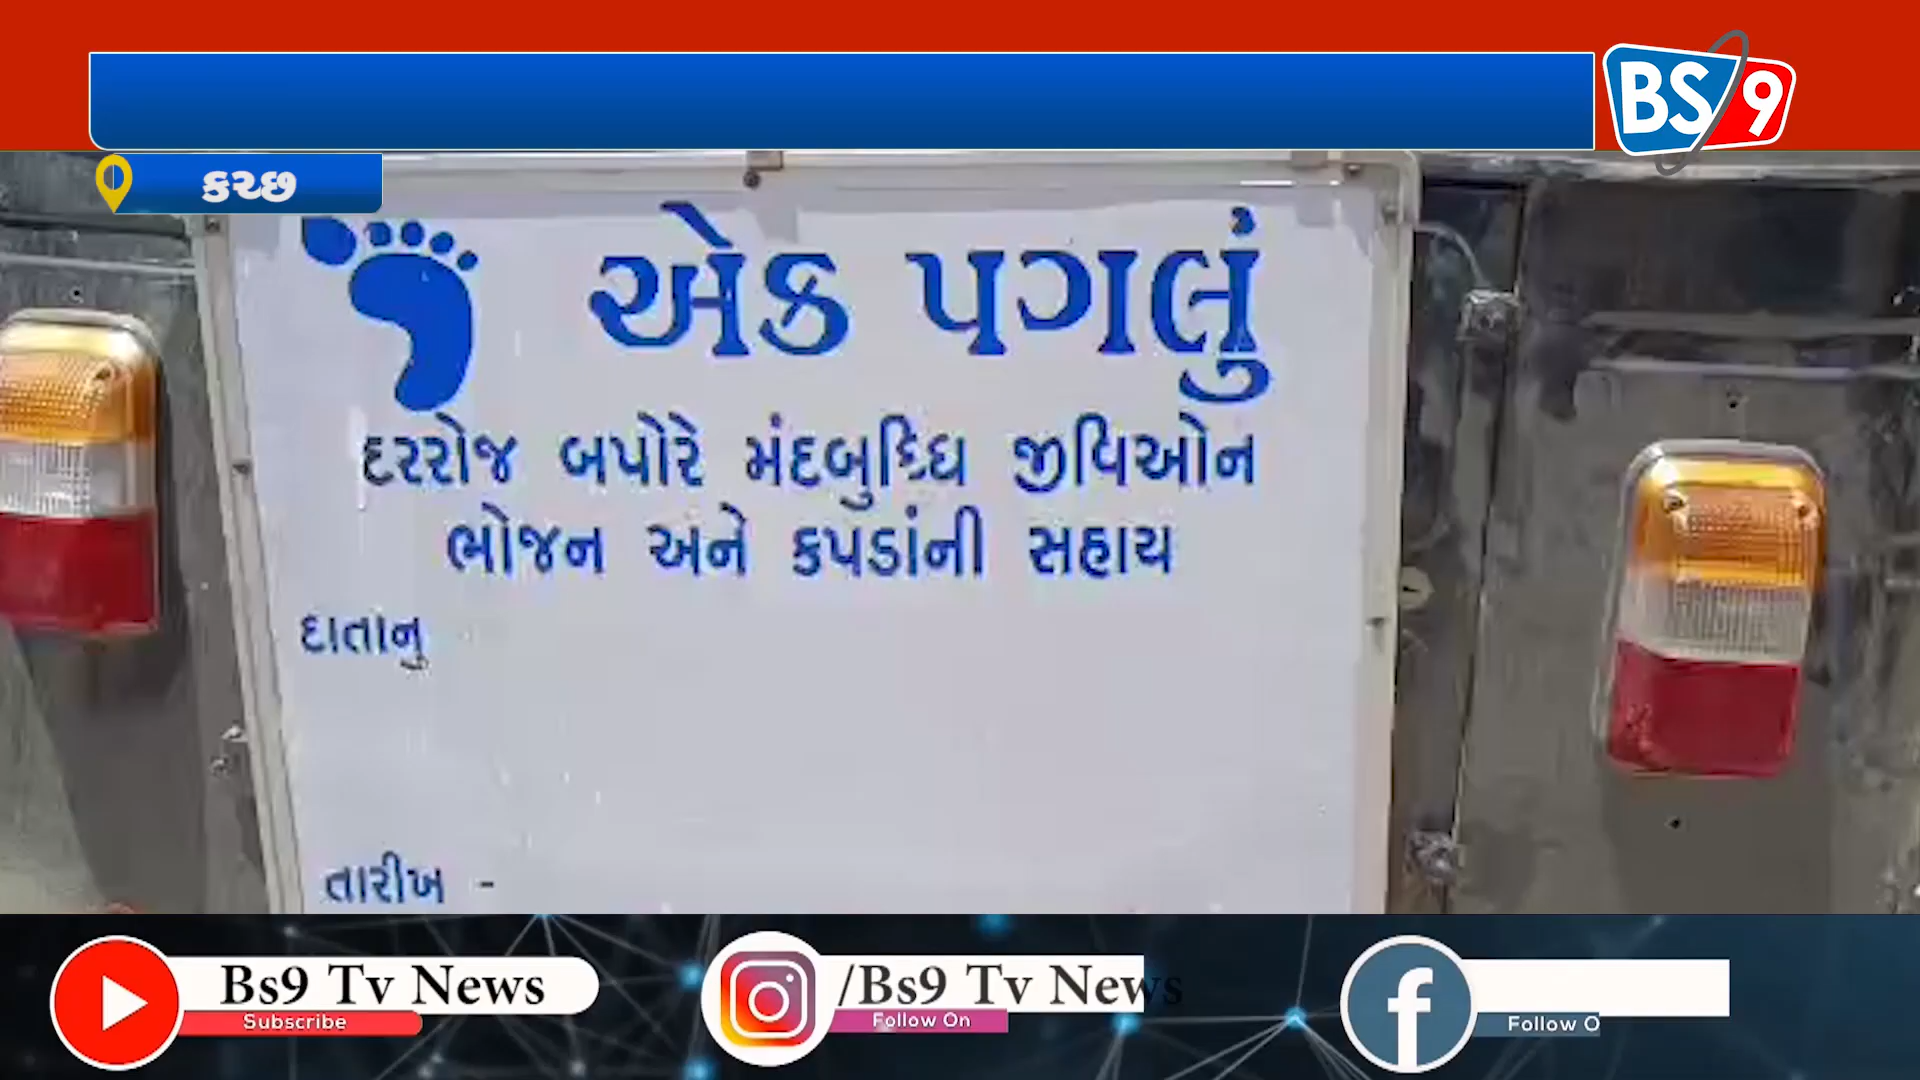 BS9
કચ્છ
એક પગલું
દરરોજ બપોરે મંદબુધ્ધિ જીવિઓન
ભોજન અને કપડાંની સહાય
દાતાનુ
તારીખ -
Bs9 Tv News
Subscribe
/Bs9 Tv News
Follow On
Follow O